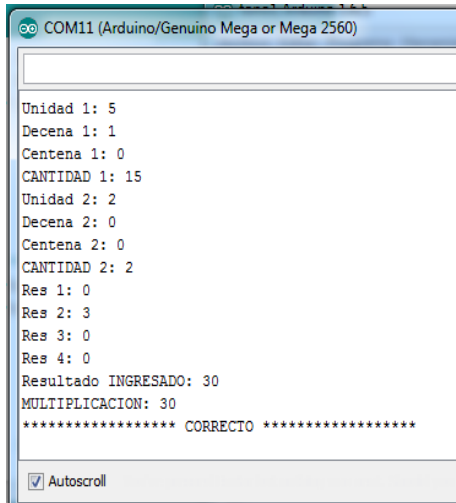 COM11 (Arduino/Genuino Mega or Mega 2560)
Unidad 1: 5
Decena 1: 1
Centena 1: 0
CANTIDAD 1: 15
Unidad 2: 2
Decena 2: 0
Centena 2: 0
CANTIDAD 2: 2
Res 1: 0
Res 2: 3
Res 3: 0
Res 4: 0
Resultado INGRESADO: 30
MULTIPLICACION: 30
****************** CORRECTO ******************
Autoscroll